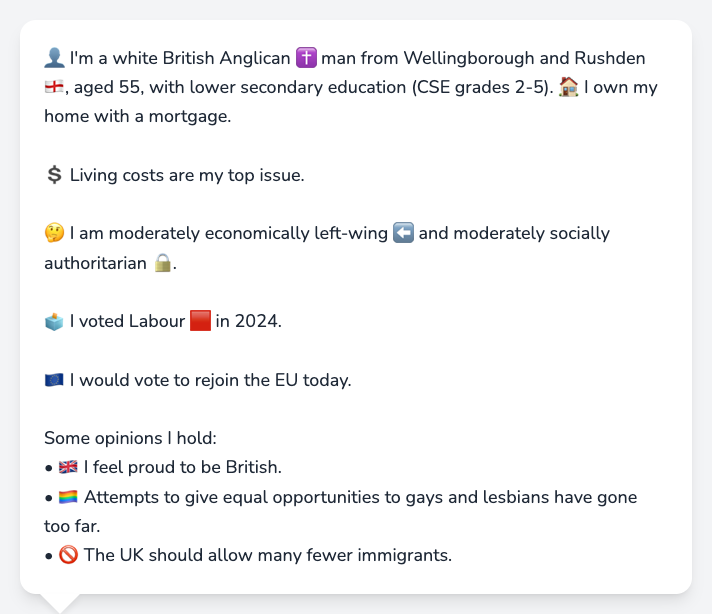 👤 I'm a white British Anglican ✝️ man from Wellingborough and Rushden
🏴󠁧󠁢󠁥󠁮󠁧󠁿, aged 55, with lower secondary education (CSE grades 2-5). 🏠 I own my
home with a mortgage.
💲 Living costs are my top issue.
🤔 I am moderately economically left-wing ⬅️ and moderately socially
authoritarian 🔒.
🗳️ I voted Labour 🟥 in 2024.
🇪🇺 I would vote to rejoin the EU today.
Some opinions I hold:
• 🇬🇧 I feel proud to be British.
• 🏳️‍🌈 Attempts to give equal opportunities to gays and lesbians have gone
too far.
• 🚫 The UK should allow many fewer immigrants.